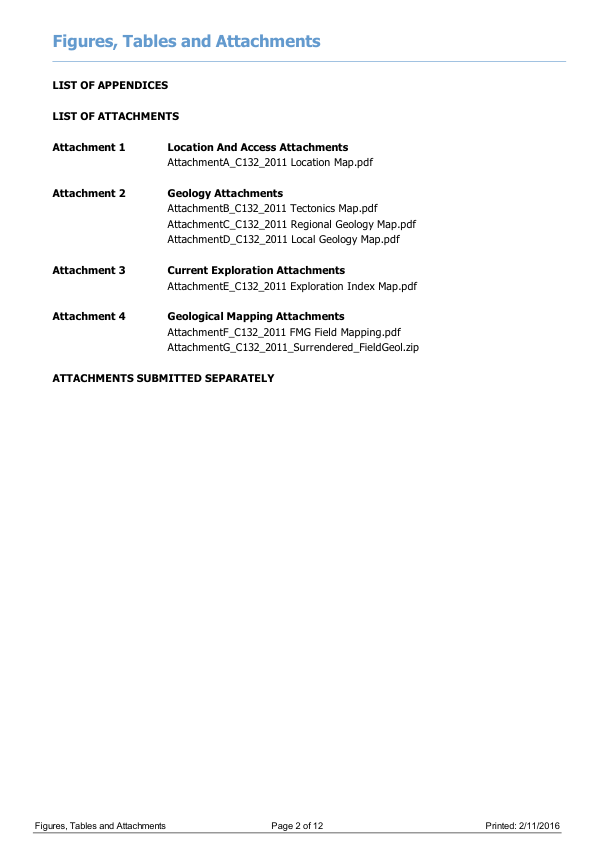 Figures, Tables and Attachments
LIST OF APPENDICES
LIST OF ATTACHMENTS
Attachment 1 Location And Access Attachments
AttachmentA_C132_2011 Location Map.pdf
Attachment 2 Geology Attachments
AttachmentB_C132_2011 Tectonics Map.pdf
AttachmentC_C132_2011 Regional Geology Map.pdf
AttachmentD_C132_2011 Local Geology Map.pdf
Attachment 3 Current Exploration Attachments
AttachmentE_C132_2011 Exploration Index Map.pdf
Attachment 4 Geological Mapping Attachments
AttachmentF_C132_2011 FMG Field Mapping.pdf
AttachmentG_C132_2011_Surrendered_FieldGeol.zip
ATTACHMENTS SUBMITTED SEPARATELY
Figures, Tables and Attachments Page 2 of 12 Printed: 2/11/2016